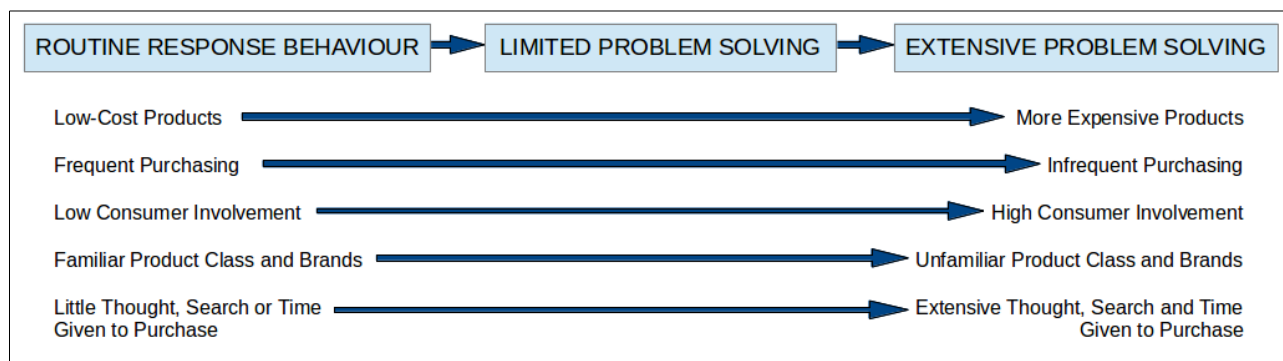 ROUTINE RESPONSE BEHAVIOUR
LIMITED PROBLEM SOLVING
EXTENSIVE PROBLEM SOLVING
Low-Cost Products
More Expensive Products
Frequent Purchasing
Infrequent Purchasing
Low Consumer Involvement
High Consumer Involvement
Familiar Product Class and Brands
Unfamiliar Product Class and Brands
Little Thought, Search or Time
Given to Purchase
Extensive Thought, Search and Time
Given to Purchase